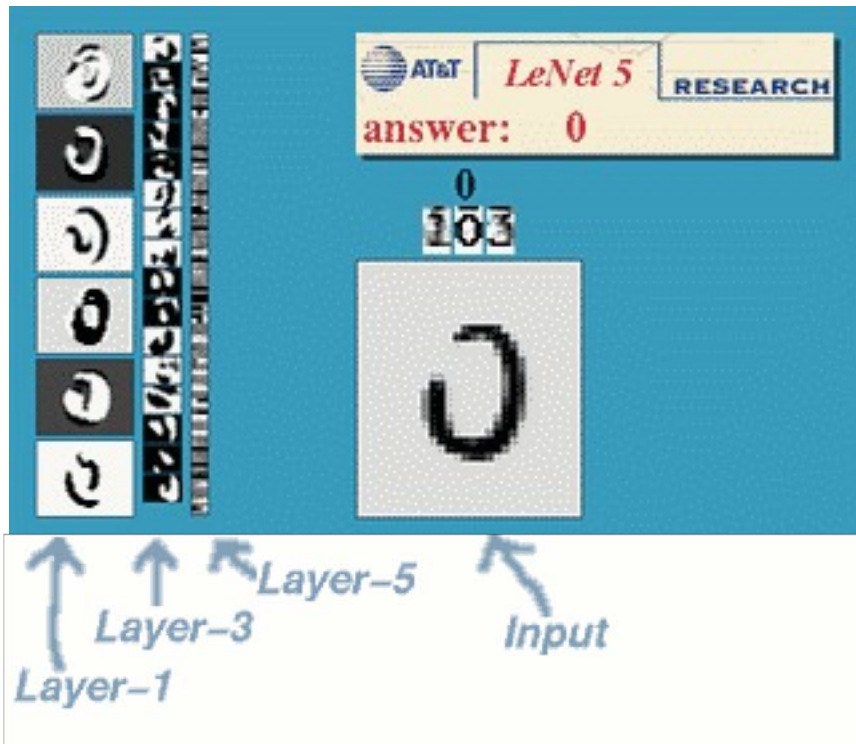 AT&T LeNet 5 RESEARCH
answer: 0
0
103
Layer-5
Layer-3
Input
Layer-1